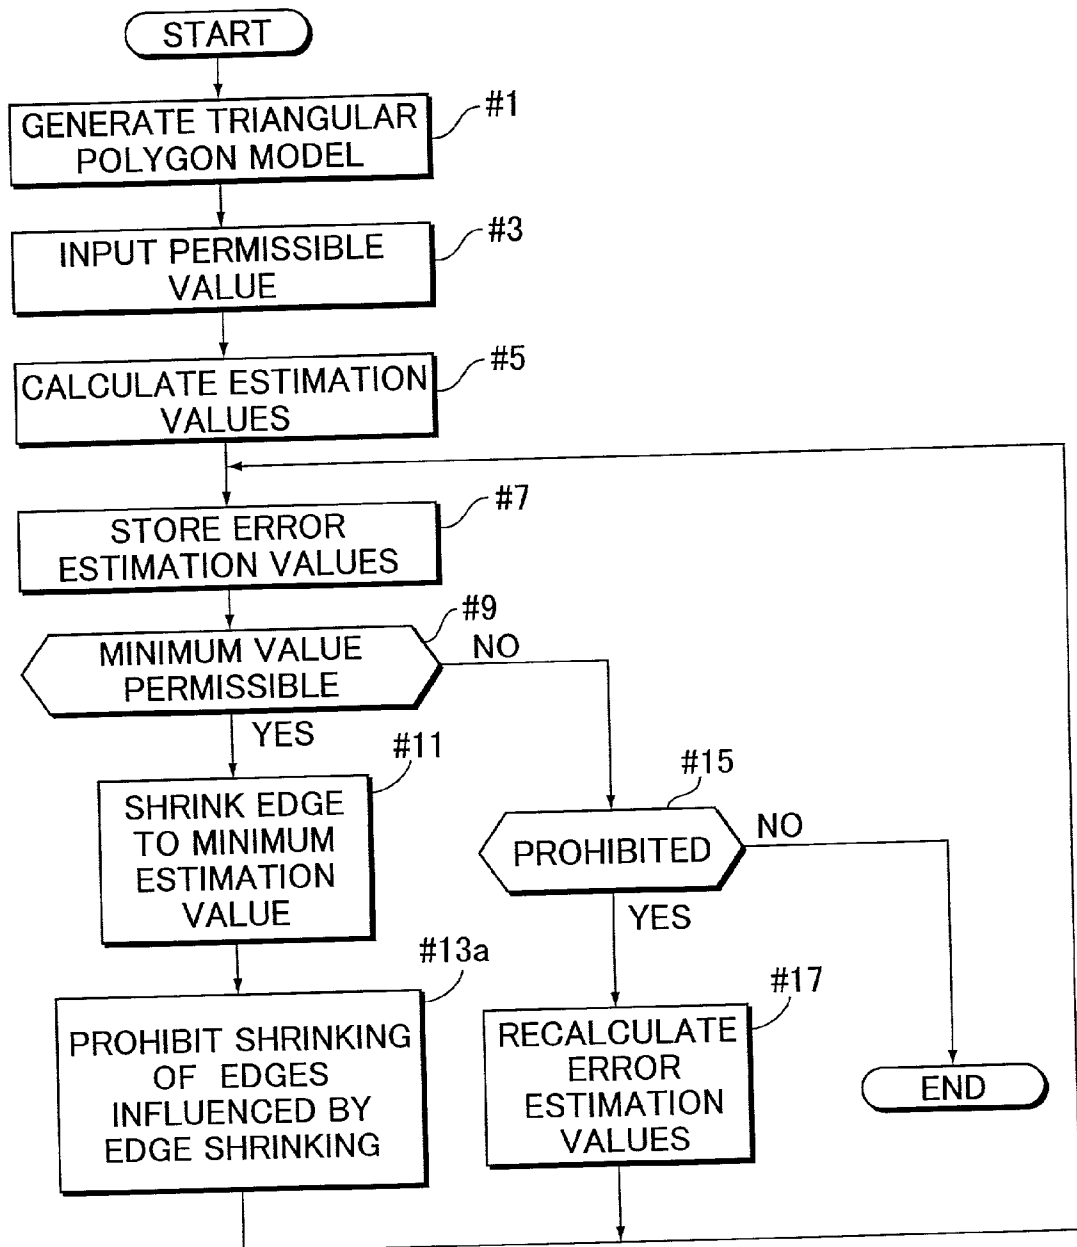 START
GENERATE TRIANGULAR
POLYGON MODEL
#1
INPUT PERMISSIBLE
VALUE
#3
CALCULATE ESTIMATION
VALUES
#5
STORE ERROR
ESTIMATION VALUES
#7
MINIMUM VALUE
PERMISSIBLE
#9
NO
YES
SHRINK EDGE
TO MINIMUM
ESTIMATION
VALUE
#11
PROHIBITED
#15
NO
YES
PROHIBIT SHRINKING
OF EDGES
INFLUENCED BY
EDGE SHRINKING
#13a
RECALCULATE
ERROR
ESTIMATION
VALUES
#17
END